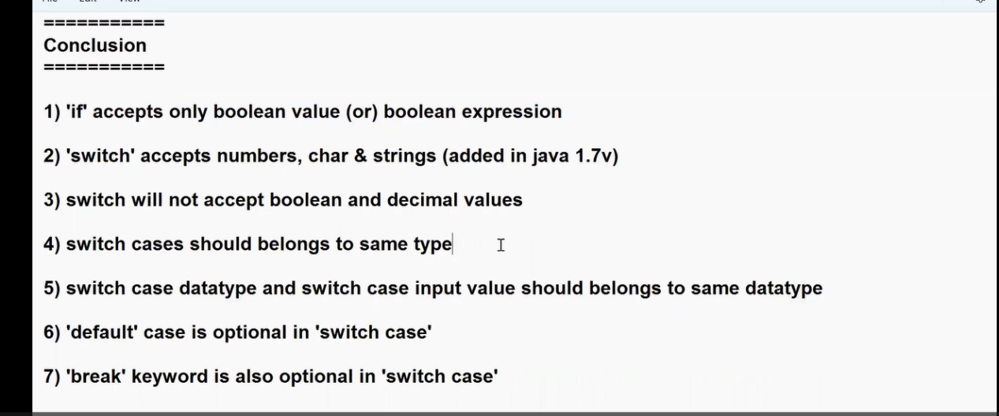 File Edit View
===========
Conclusion
===========
1) 'if' accepts only boolean value (or) boolean expression
2) 'switch' accepts numbers, char & strings (added in java 1.7v)
3) switch will not accept boolean and decimal values
4) switch cases should belongs to same type
5) switch case datatype and switch case input value should belongs to same datatype
6) 'default' case is optional in 'switch case'
7) 'break' keyword is also optional in 'switch case'